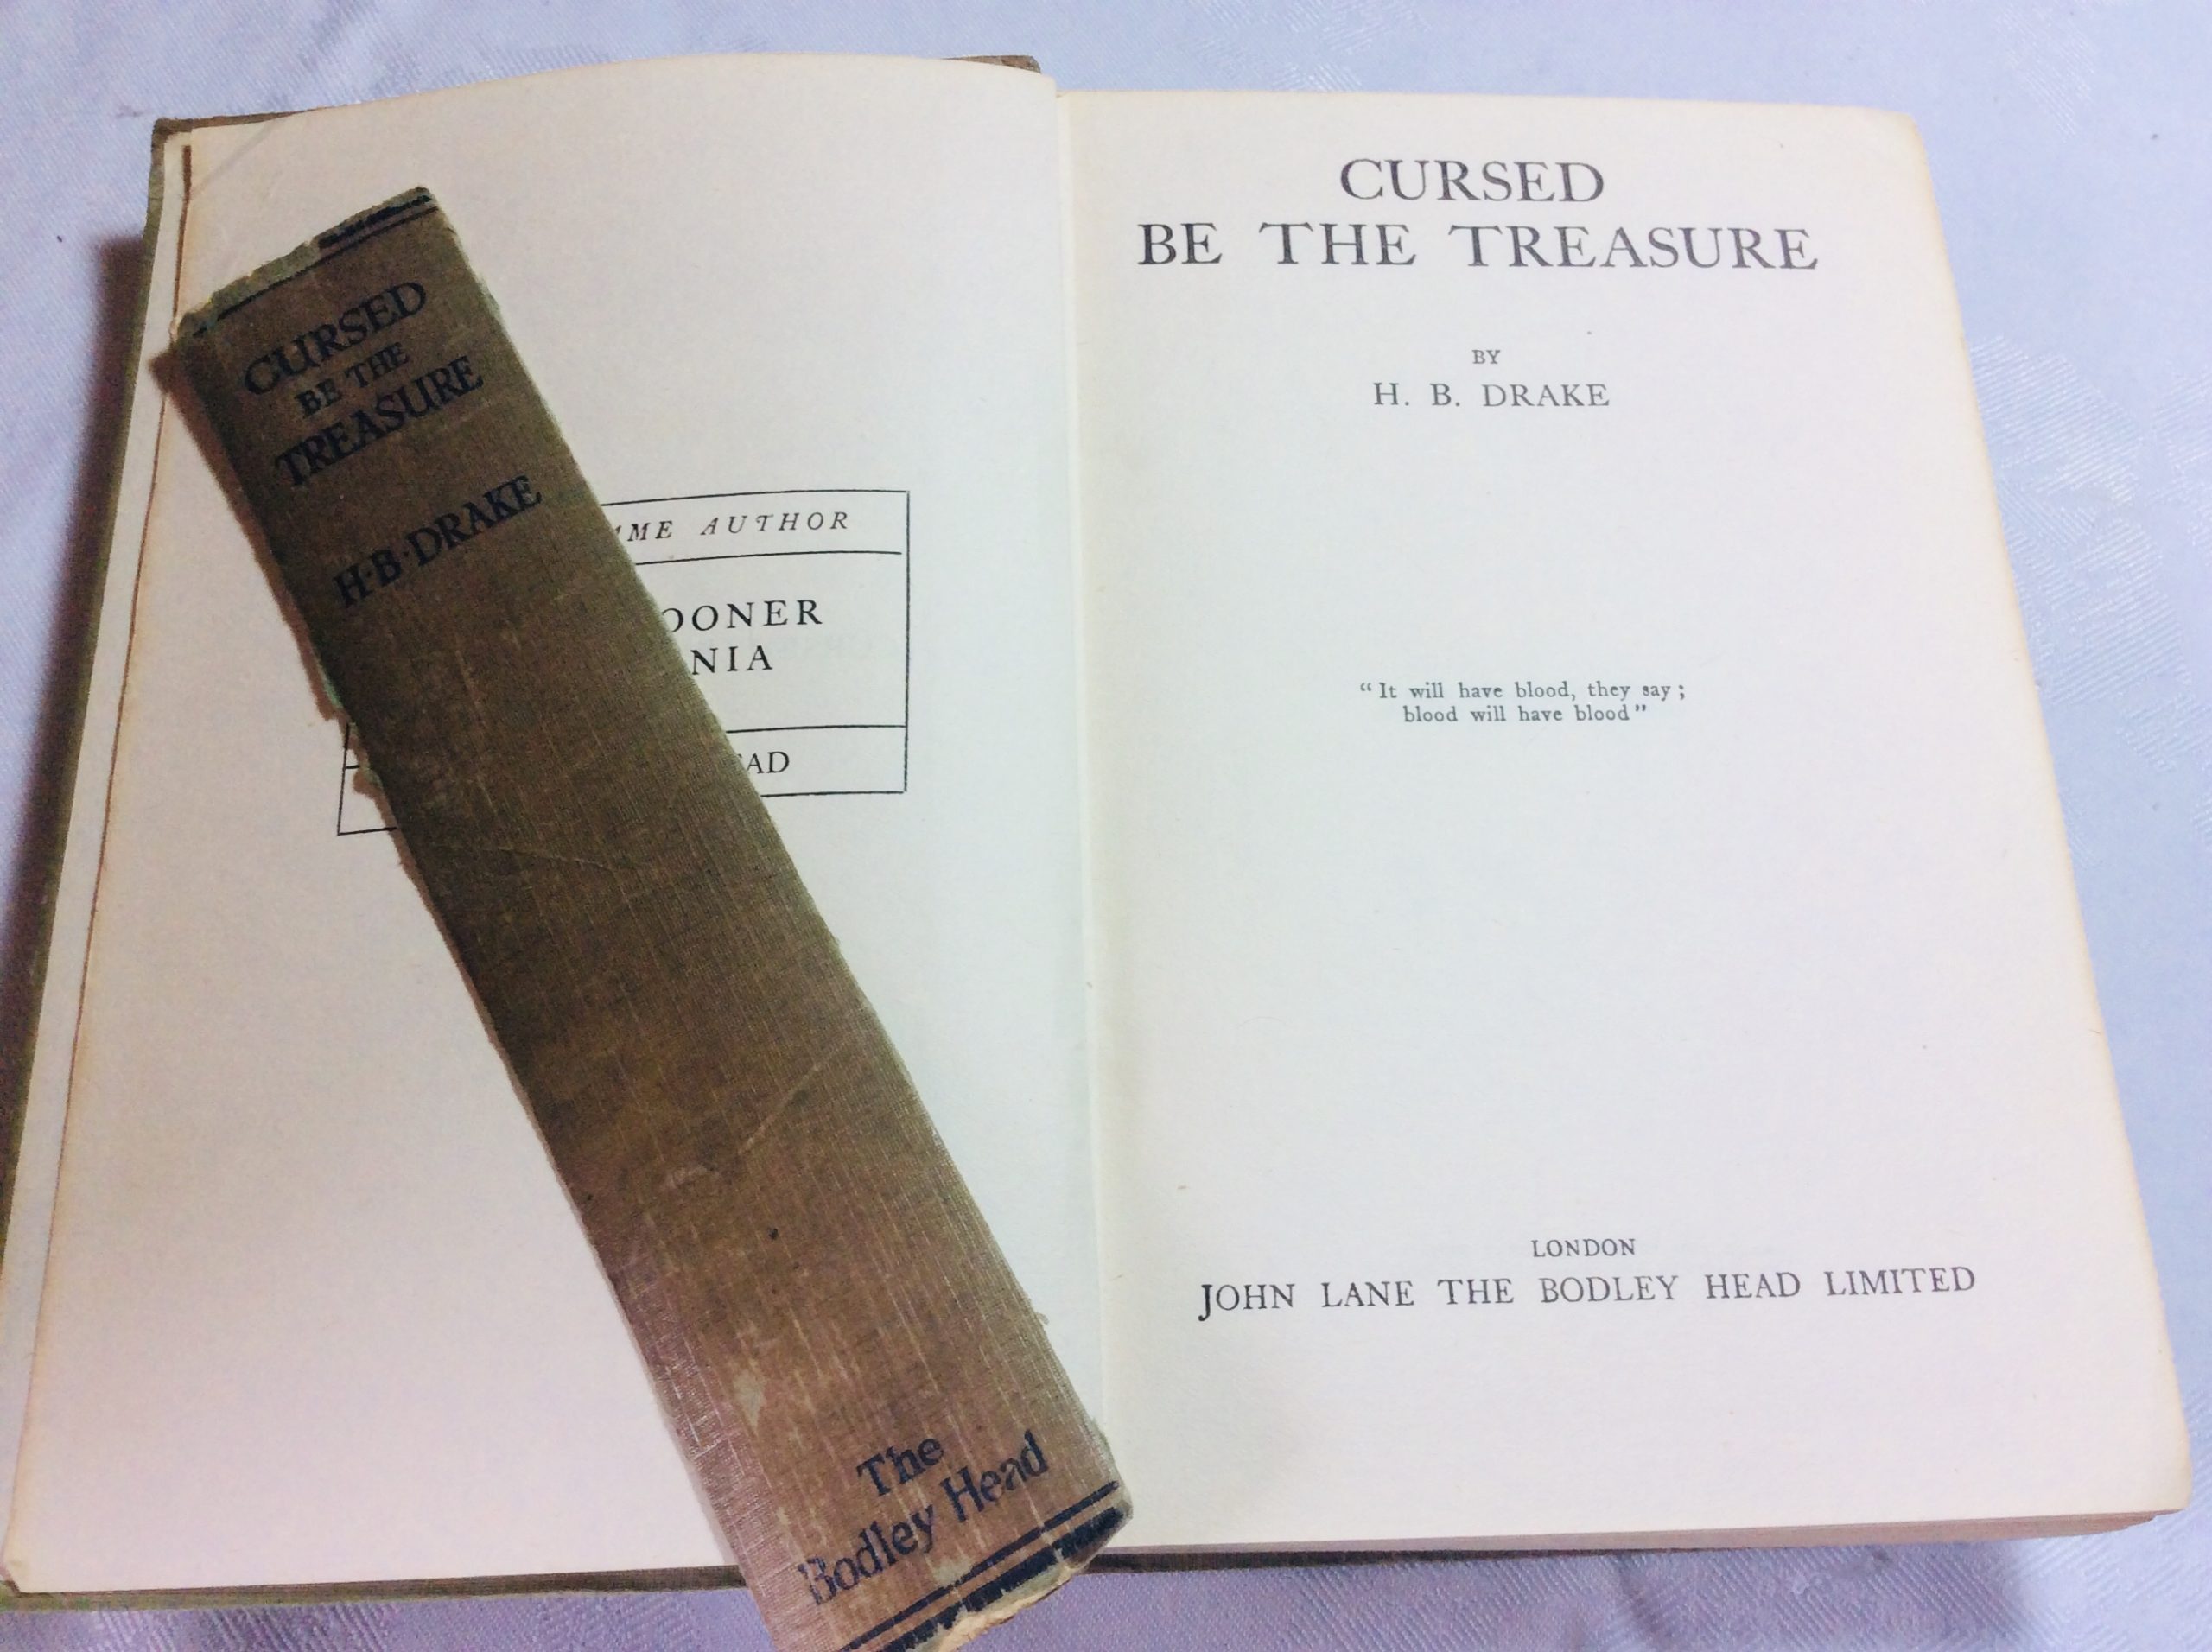 CURSED
BE THE
TREASURE
H·B·DRAKE
The
Bodley Head
AUTHOR
CURSED
BE THE TREASURE
BY
H. B. DRAKE
“It will have blood, they say ;
blood will have blood”
LONDON
JOHN LANE THE BODLEY HEAD LIMITED